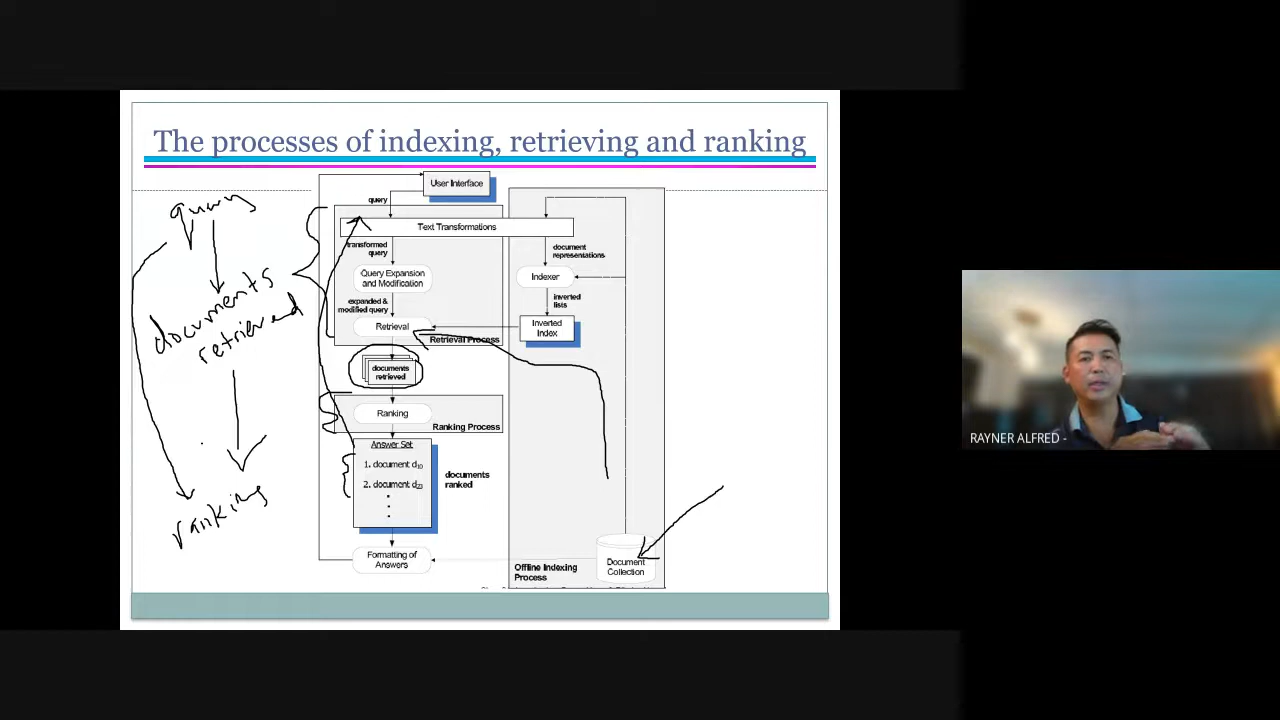 The processes of indexing, retrieving and ranking
User Interface
query
Text Transformations
transformed
query
document
representations
Query Expansion
and Modification
Indexer
expanded &
modified query
inverted
lists
Retrieval
Inverted
Index
Retrieval Process
documents
retrieved
Ranking
Ranking Process
Answer Set
1. document d10
2. document d23
documents
ranked
Formatting of
Answers
Offline Indexing
Process
Document
Collection
query
documents
retrieved
ranking
RAYNER ALFRED -